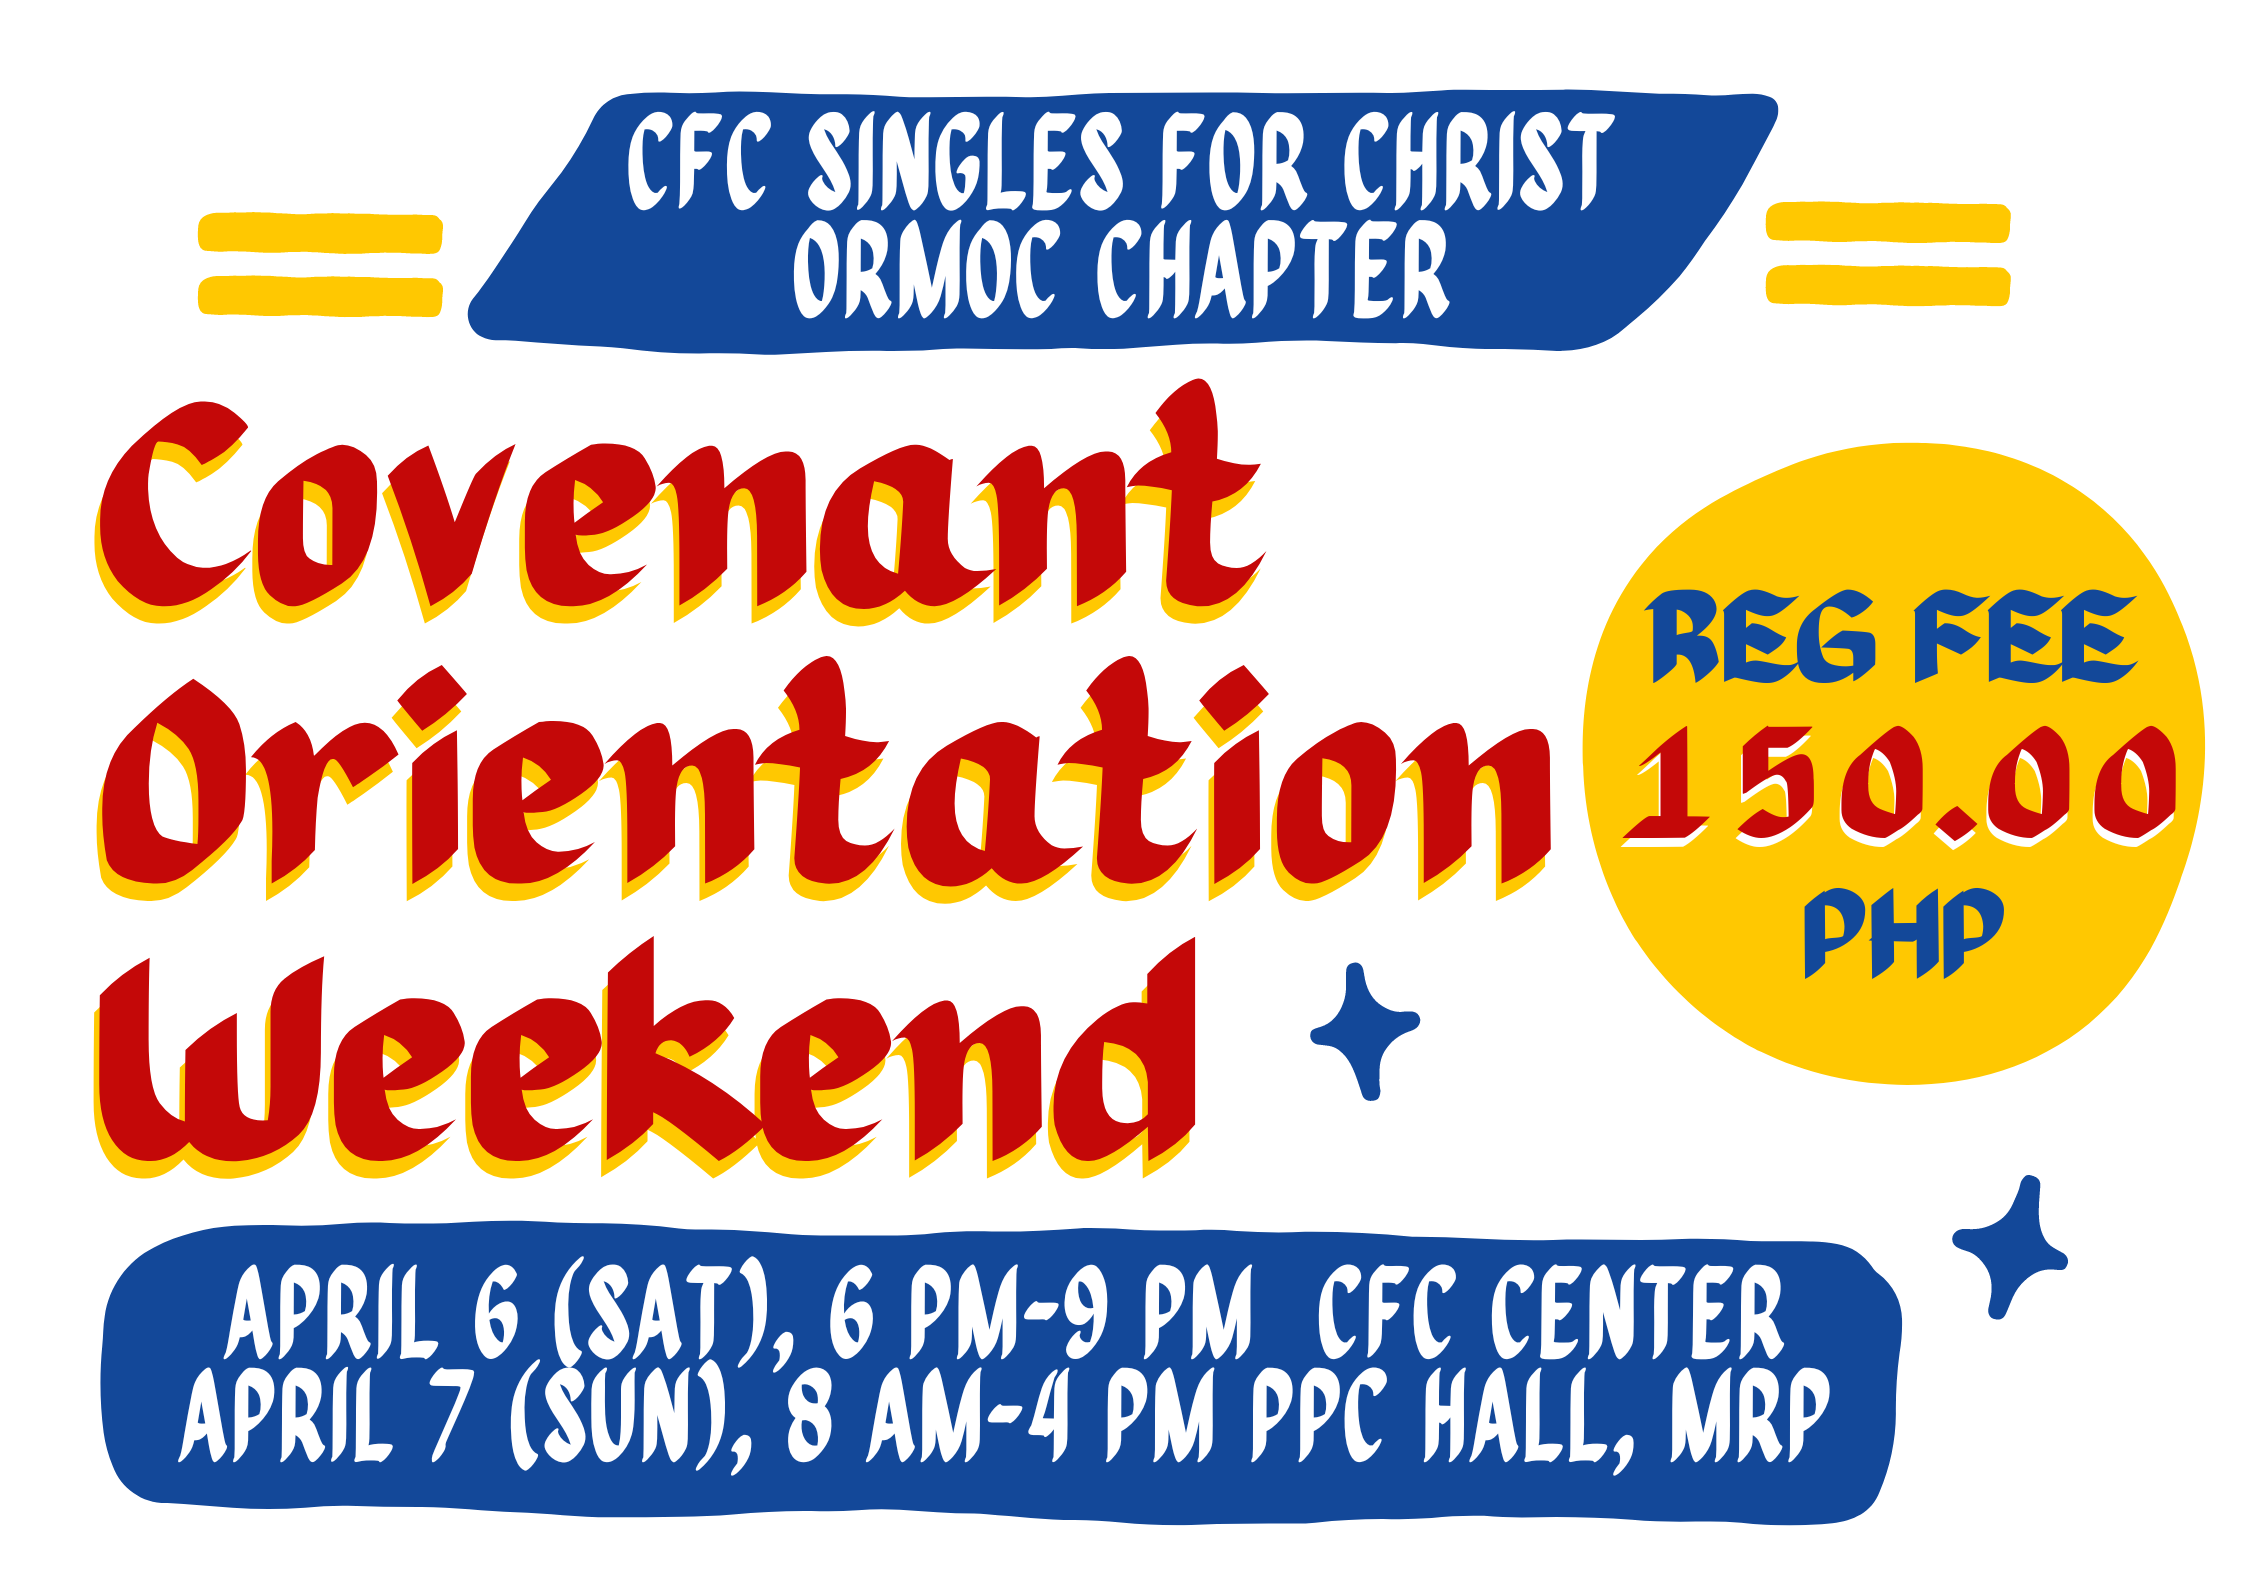 CFC SINGLES FOR CHRIST
ORMOC CHAPTER
Covenant
Orientation
Weekend
REG FEE
150.00
PHP
APRIL 6 (SAT), 6 PM-9 PM CFC CENTER
APRIL 7 (SUN), 8 AM-4 PM PPC HALL, MRP